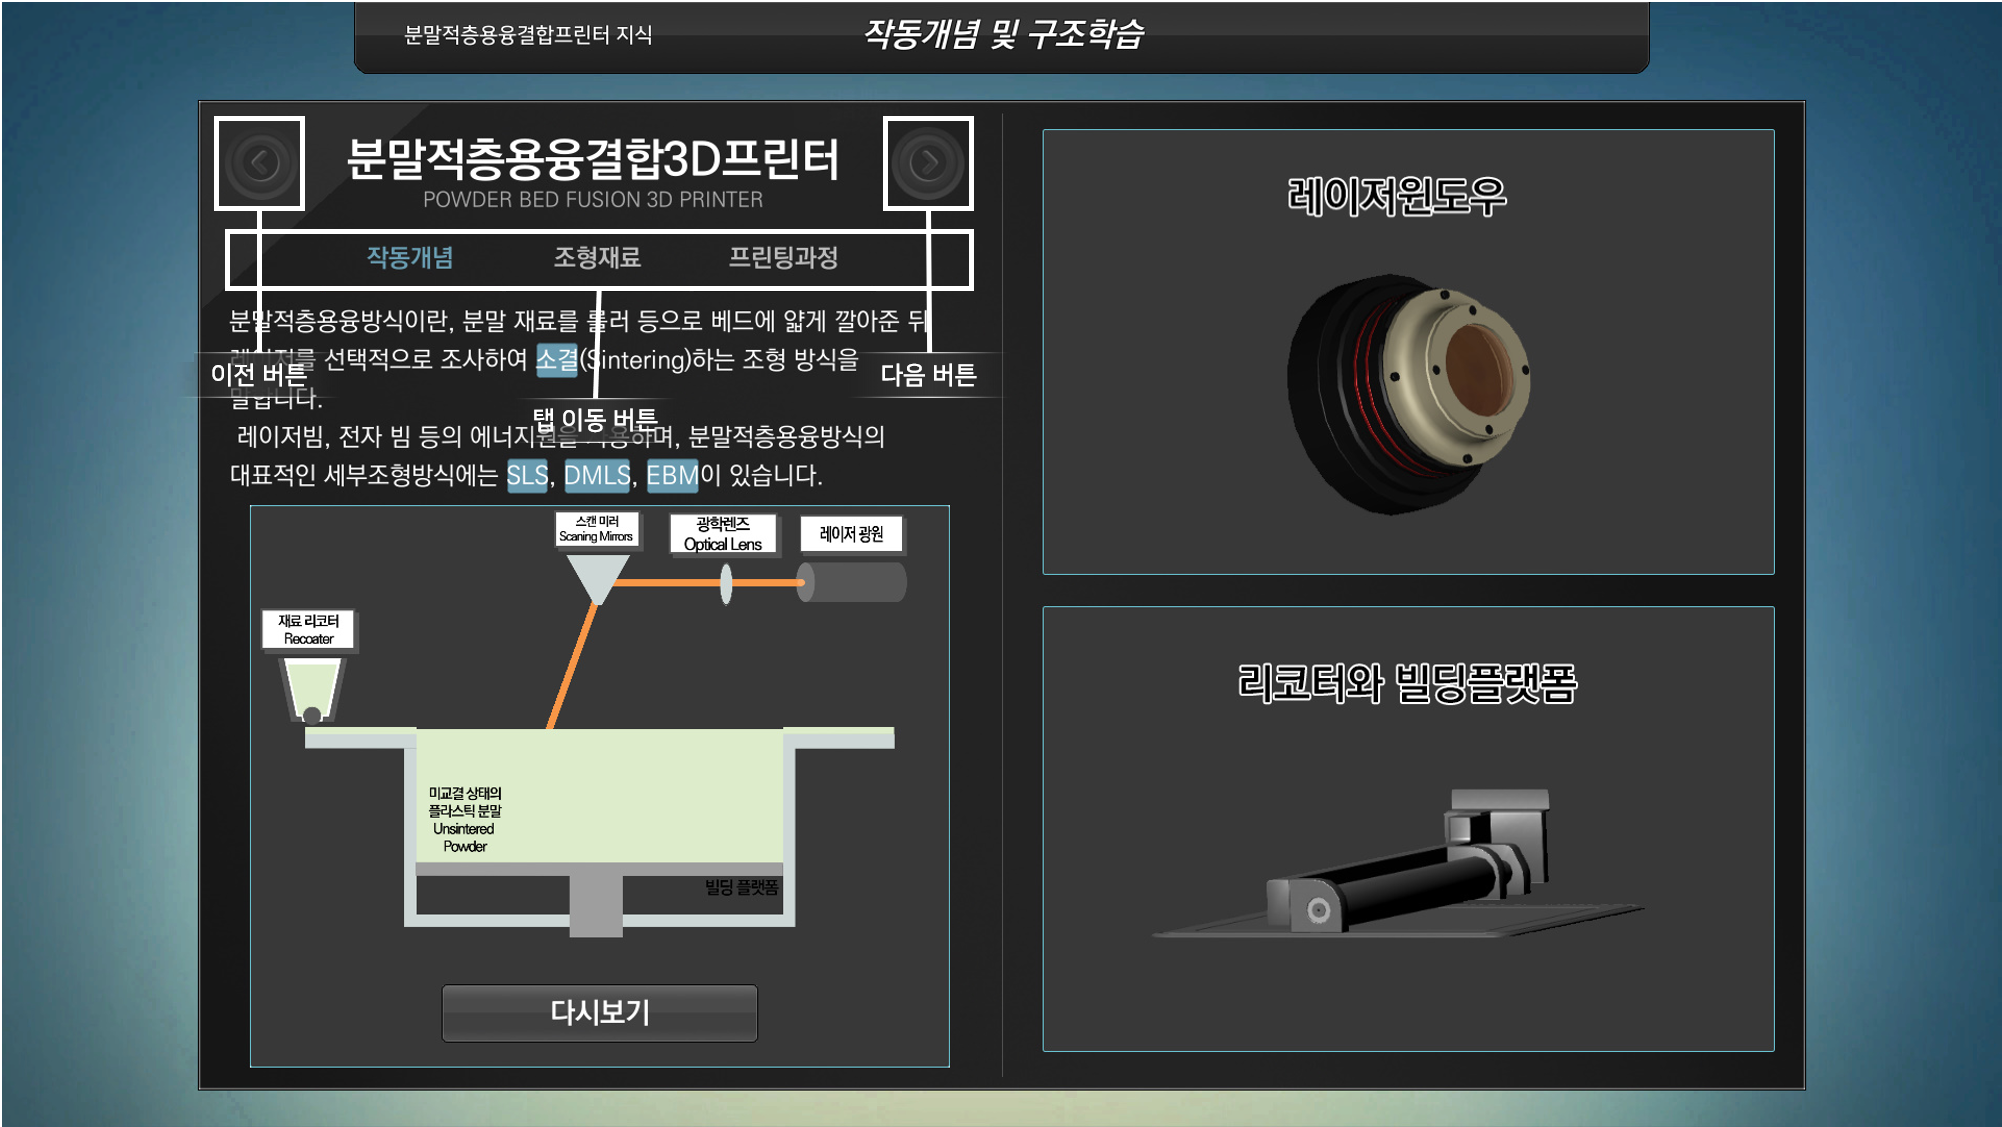 분말적층용융결합프린터 지식
작동개념 및 구조학습
분말적층용융결합3D프린터
POWDER BED FUSION 3D PRINTER
작동개념 조형재료 프린팅과정
분말적층용융방식이란, 분말 재료를 롤러 등으로 베드에 얇게 깔아준 뒤
레이저를 선택적으로 조사하여 소결(Sintering)하는 조형 방식을
말입니다.
이전 버튼
탭 이동 버튼
다음 버튼
레이저빔, 전자 빔 등의 에너지원을 사용하며, 분말적층용융방식의
대표적인 세부조형방식에는 SLS, DMLS, EBM이 있습니다.
스캔 미러
Scaning Mirrors
광학렌즈
Optical Lens
레이저 광원
재료 리코터
Recoater
미교결 상태의
플라스틱 분말
Unsintered
Powder
빌딩 플랫폼
다시보기
레이저윈도우
리코터와 빌딩플랫폼